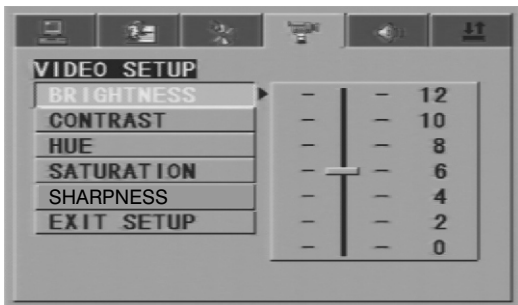 VIDEO SETUP
BRIGHTNESS
CONTRAST
HUE
SATURATION
SHARPNESS
EXIT SETUP
– – 12
– – 10
– – 8
– – 6
– – 4
– – 2
– – 0